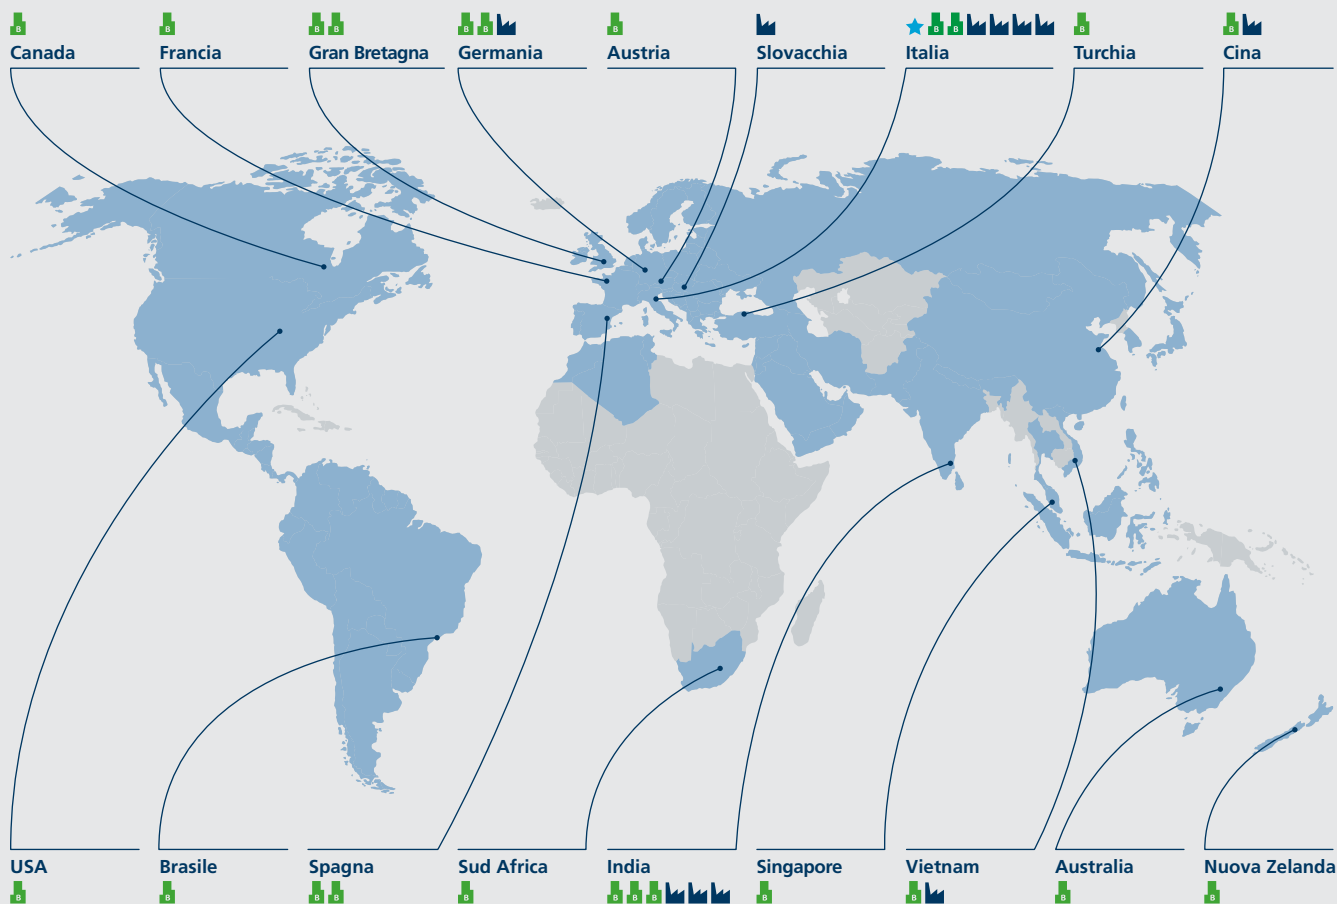 B B B B B B B B B B B
Canada Francia Gran Bretagna Germania Austria Slovacchia Italia Turchia Cina
USA Brasile Spagna Sud Africa India Singapore Vietnam Australia Nuova Zelanda
B B B B B B B B B B B B